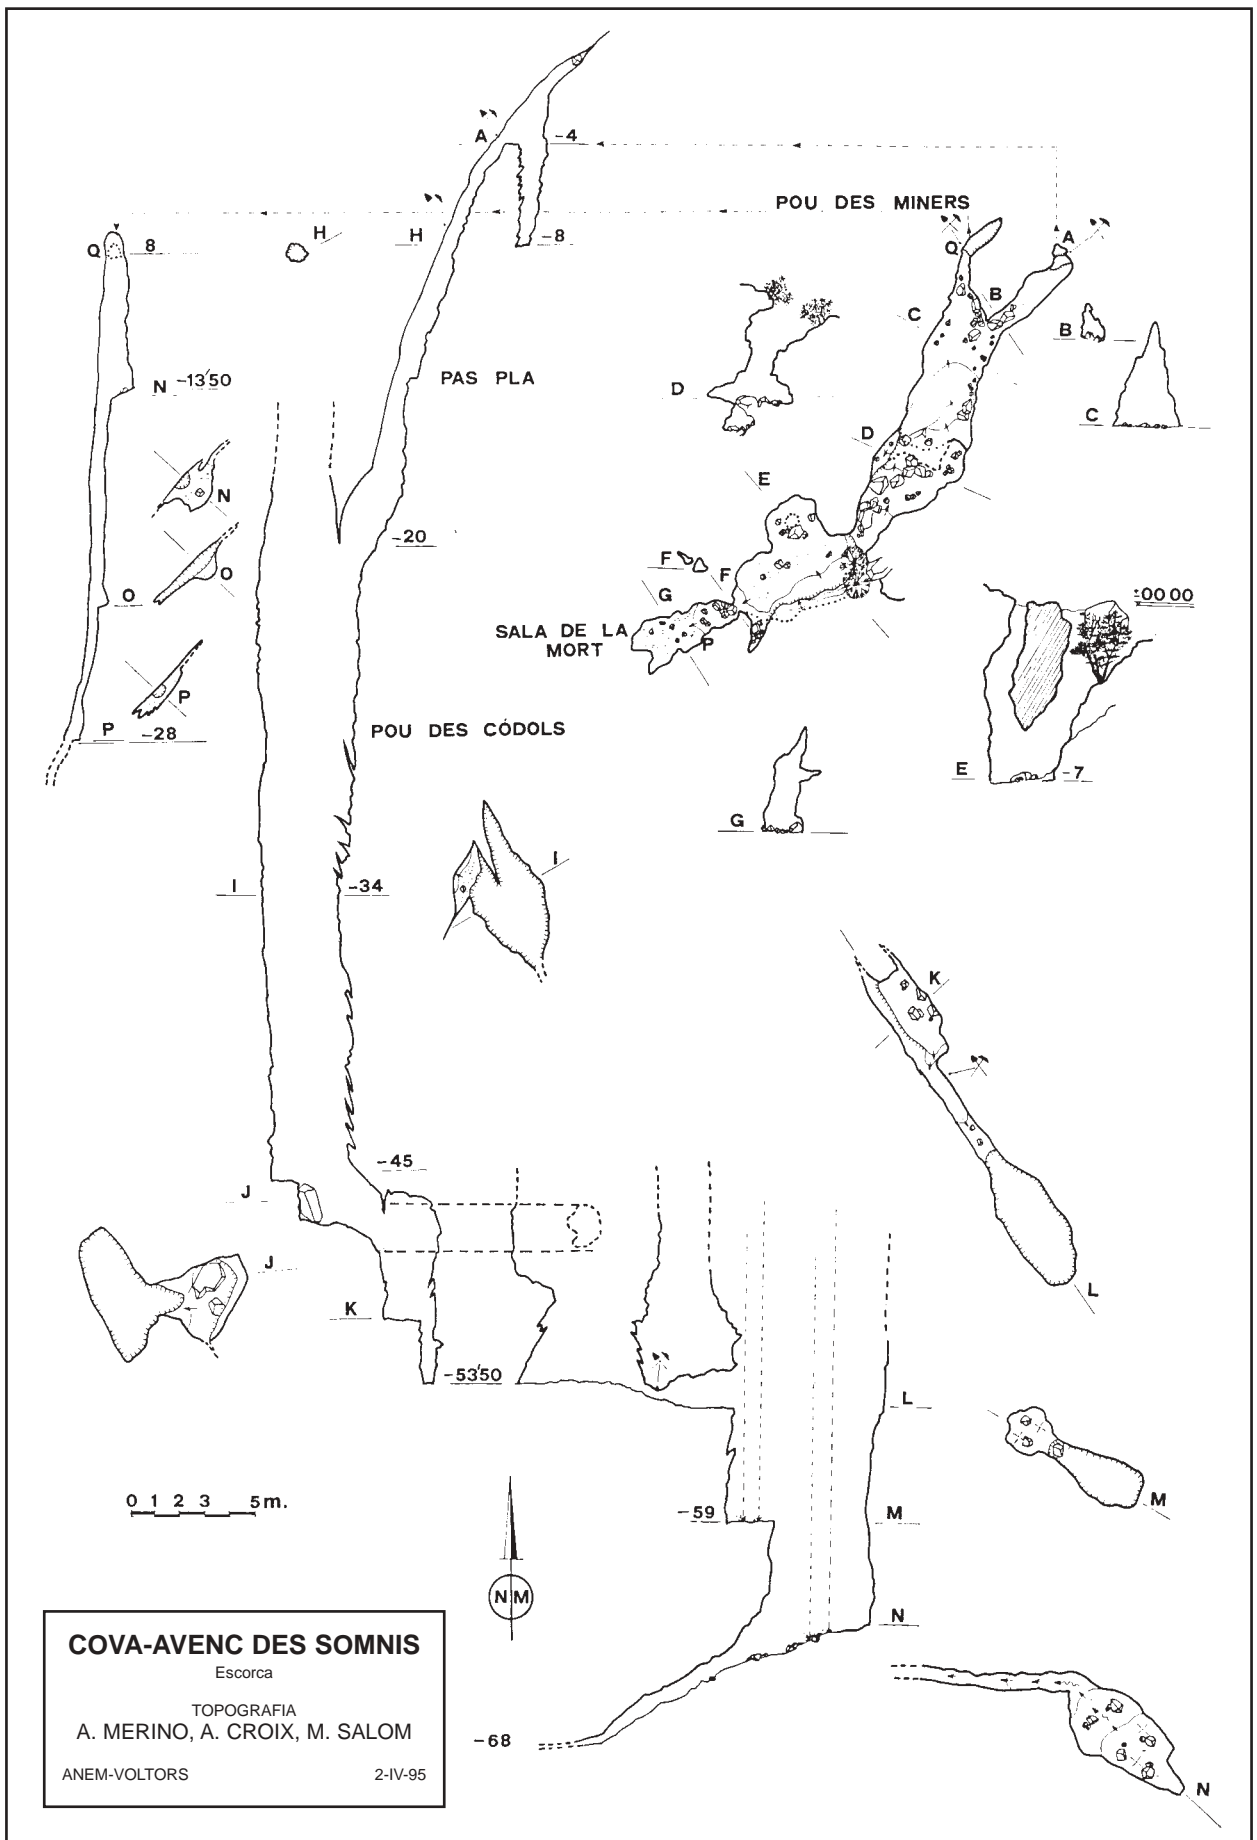 A
-4
POU DES MINERS
H
H
-8
Q 8
Q
A
B
C
B
C
N -13'50
PAS PLA
D
D
E
N
-20
O
O
F
F
G
±00 00
SALA DE LA
MORT
P
P
P -28
POU DES CÓDOLS
E
-7
G
I
I
-34
K
-45
J
J
K
L
-53'50
L
M
0 1 2 3 5m.
-59
M
N M
N
COVA-AVENC DES SOMNIS
Escorca
TOPOGRAFIA
A. MERINO, A. CROIX, M. SALOM
ANEM-VOLTORS 2-IV-95
-68
N